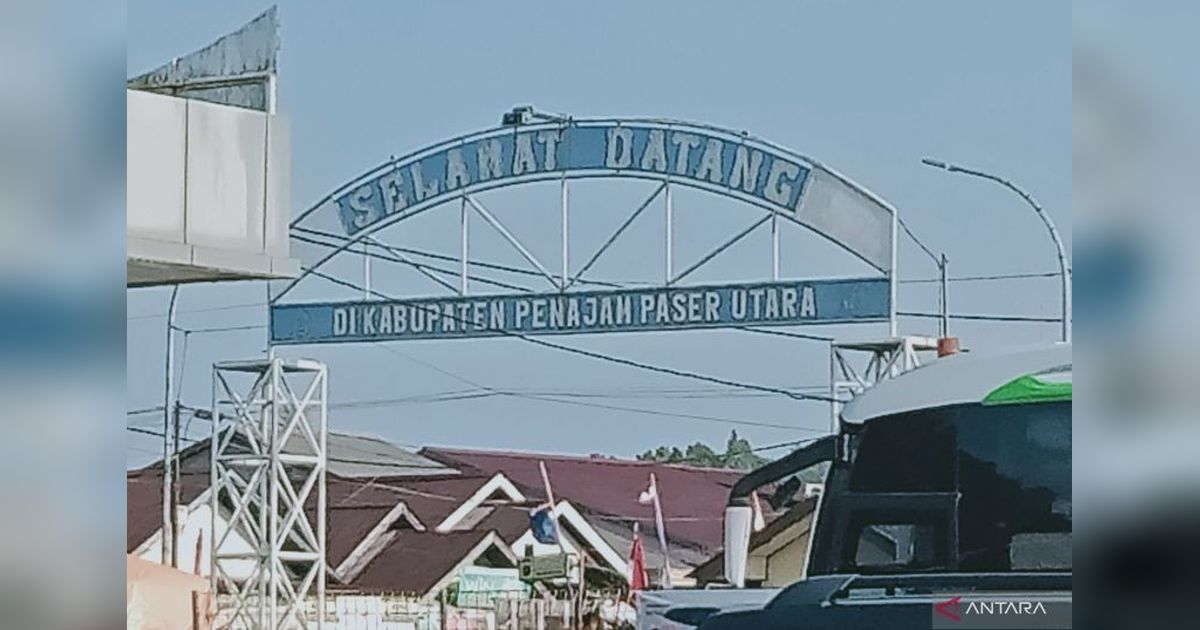 SELAMAT DATANG
DI KABUPATEN PENAJAM PASER UTARA
ANTARA